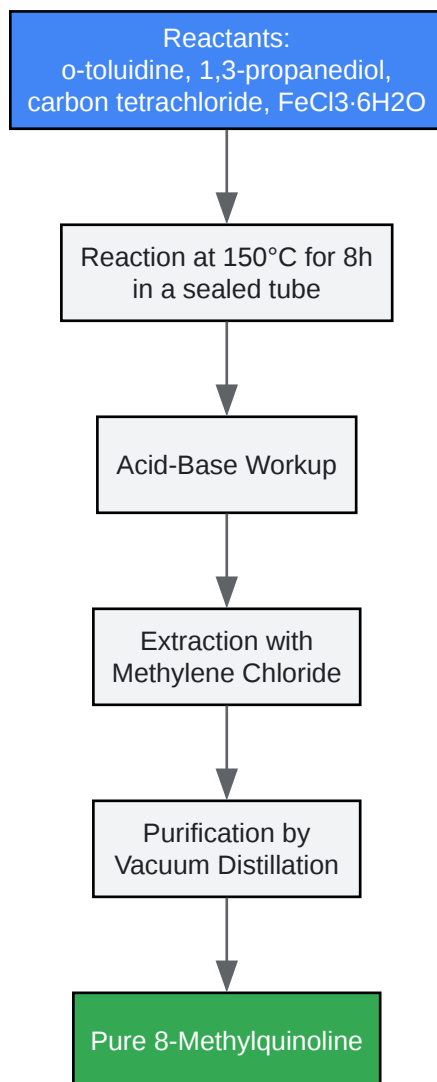 Reactants:
o-toluidine, 1,3-propanediol,
carbon tetrachloride, FeCl3·6H2O
Reaction at 150°C for 8h
in a sealed tube
Acid-Base Workup
Extraction with
Methylene Chloride
Purification by
Vacuum Distillation
Pure 8-Methylquinoline